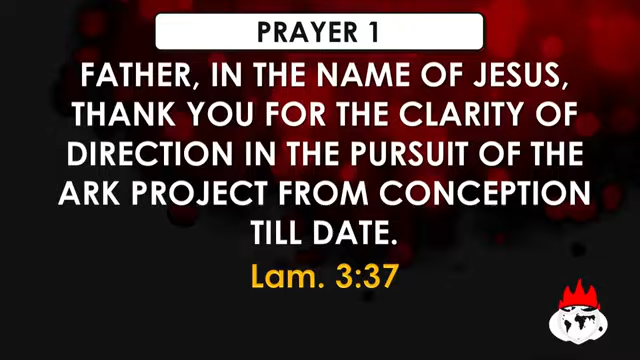 PRAYER 1
FATHER, IN THE NAME OF JESUS,
THANK YOU FOR THE CLARITY OF
DIRECTION IN THE PURSUIT OF THE
ARK PROJECT FROM CONCEPTION
TILL DATE.
Lam. 3:37